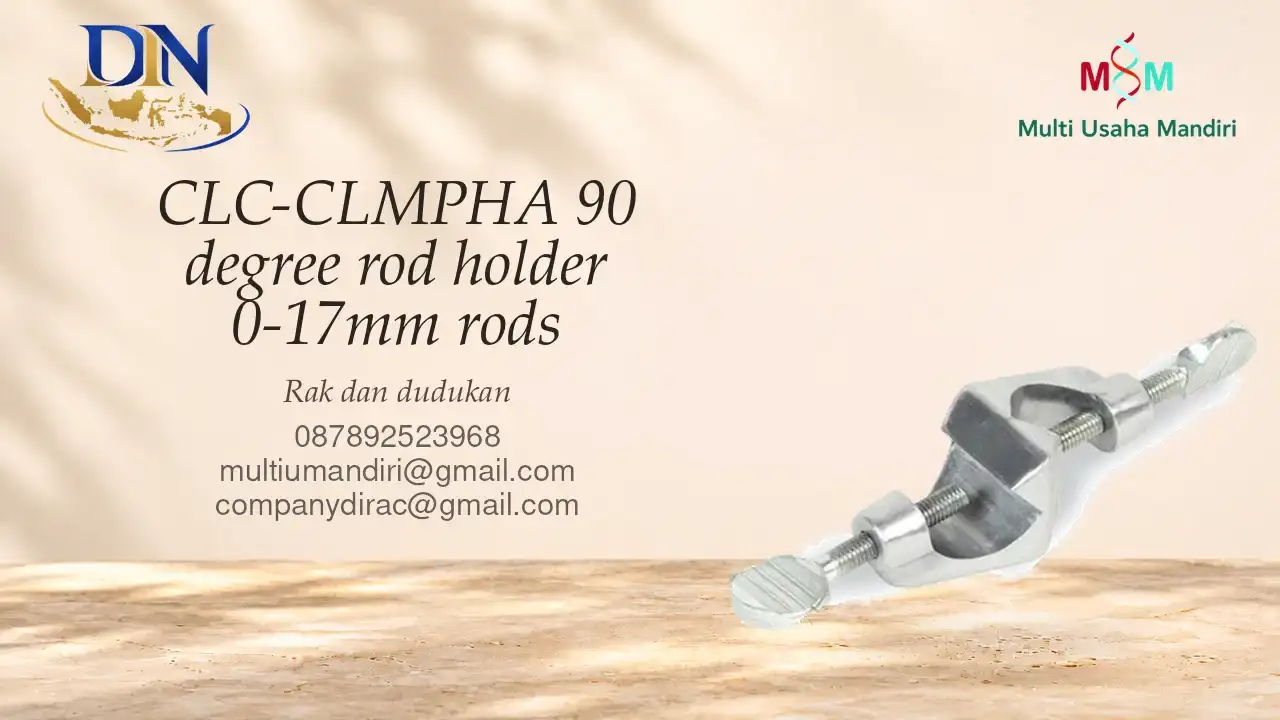 DN
M M
Multi Usaha Mandiri
CLC-CLMPHA 90
degree rod holder
0-17mm rods
Rak dan dudukan
087892523968
multiumandiri@gmail.com
companydirac@gmail.com